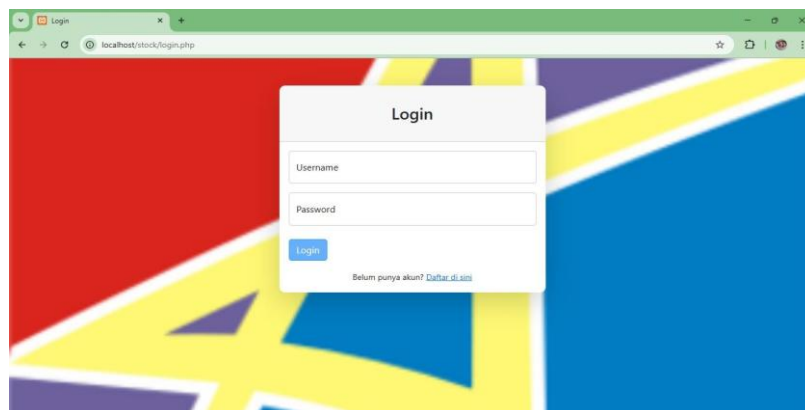 Login
localhost/stock/login.php
Login
Username
Password
Login
Belum punya akun? Daftar di sini